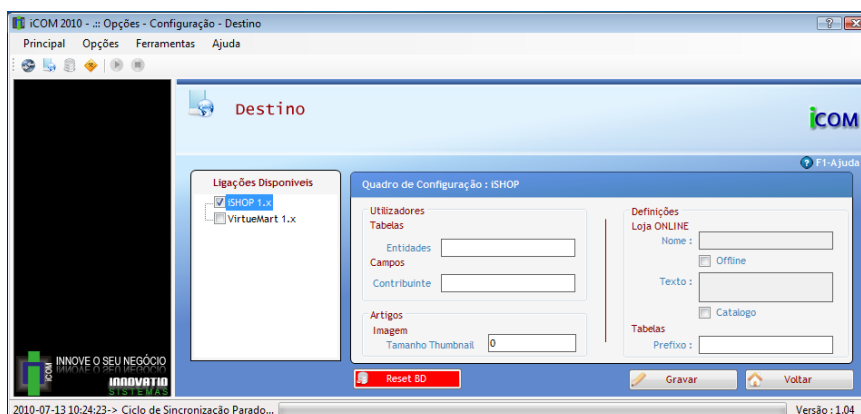 iCOM 2010 - .:: Opções - Configuração - Destino
Principal Opções Ferramentas Ajuda
Destino
iCOM
F1-Ajuda
Ligações Disponiveis
iSHOP 1.x
VirtueMart 1.x
Quadro de Configuração : iSHOP
Utilizadores
Tabelas
Entidades
Campos
Contribuinte
Artigos
Imagem
Tamanho Thumbnail 0
Definições
Loja ONLINE
Nome :
Offline
Texto :
Catalogo
Tabelas
Prefixo :
iCOM
INNOVE O SEU NEGÓCIO
INNOVATIO
SISTEMAS
Reset BD
Gravar
Voltar
2010-07-13 10:24:23-> Ciclo de Sincronização Parado...
Versão : 1.04